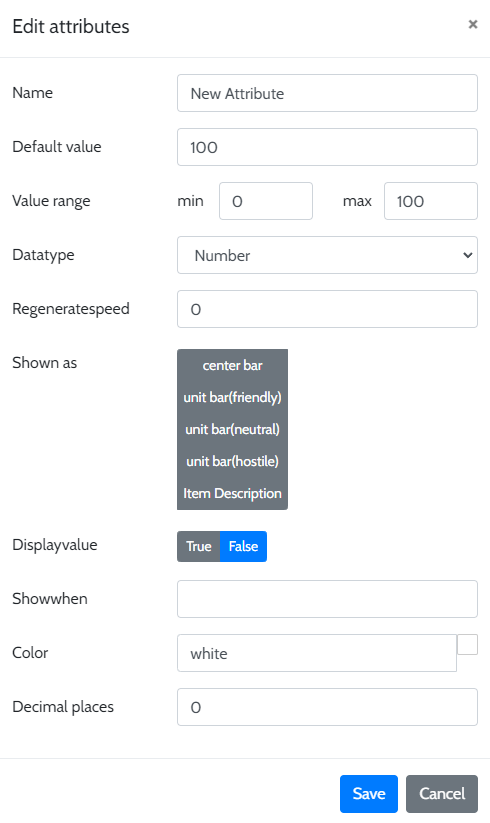 Edit attributes ×
Name New Attribute
Default value 100
Value range min 0 max 100
Datatype Number
Regeneratespeed 0
Shown as center bar
unit bar(friendly)
unit bar(neutral)
unit bar(hostile)
Item Description
Displayvalue True False
Showwhen
Color white
Decimal places 0
Save Cancel